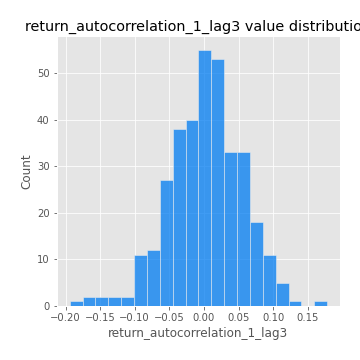 return_autocorrelation_1_lag3 value distributio
50
40
30
20
10
0
Count
−0.20 −0.15 −0.10 −0.05 0.00 0.05 0.10 0.15
return_autocorrelation_1_lag3